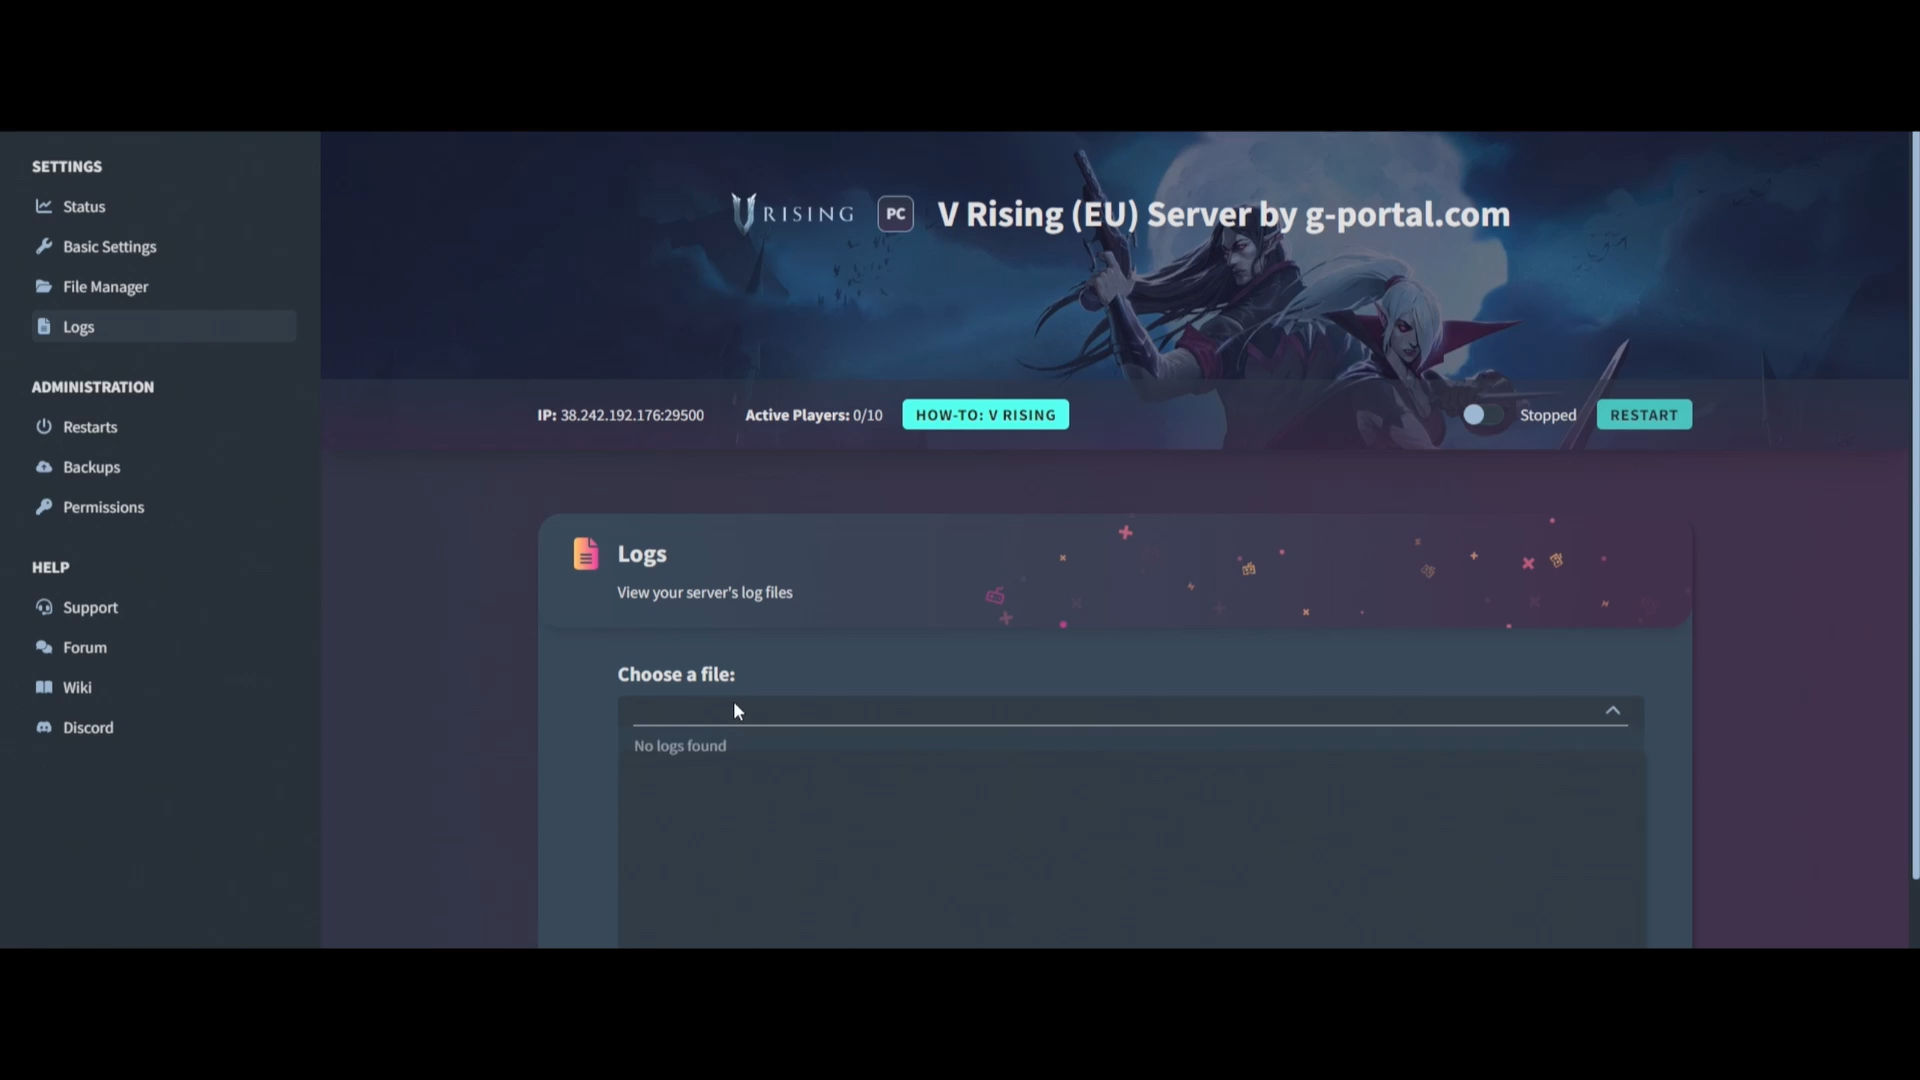 SETTINGS
Status
Basic Settings
File Manager
Logs
ADMINISTRATION
Restarts
Backups
Permissions
HELP
Support
Forum
Wiki
Discord
V RISING PC V Rising (EU) Server by g-portal.com
IP: 38.242.192.176:29500 Active Players: 0/10 HOW-TO: V RISING Stopped RESTART
Logs
View your server's log files
Choose a file:
No logs found